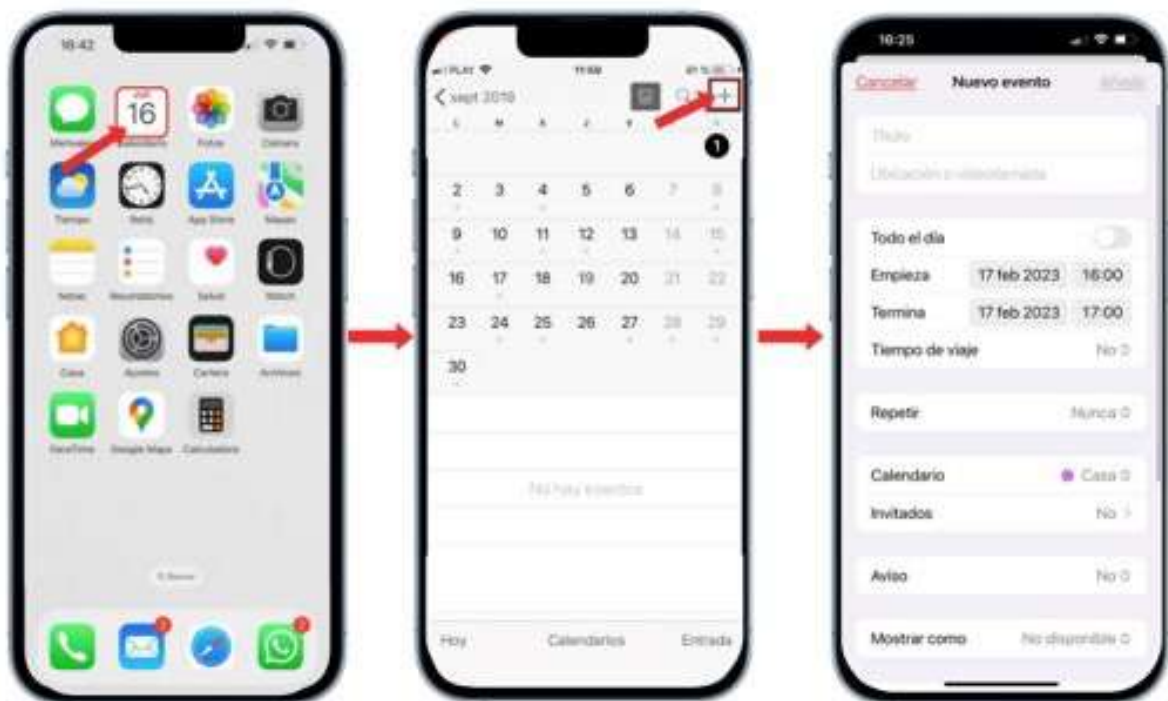 16:42
16
Mensajes
Calendario
Fotos
Cámara
Tiempo
Reloj
App Store
Mapas
Notas
Recordatorios
Salud
Watch
Casa
Ajustes
Cartera
Archivos
FaceTime
Google Maps
Calculadora
PLAY
11:58
sept 2019
L M X J V
1
2 3 4 5 6 7 8
9 10 11 12 13 14 15
16 17 18 19 20 21 22
23 24 25 26 27 28 29
30
No hay eventos
Hoy Calendarios Entrada
16:25
Cancelar Nuevo evento Añadir
Título
Ubicación o videollamada
Todo el día
Empieza 17 feb 2023 16:00
Termina 17 feb 2023 17:00
Tiempo de viaje No
Repetir Nunca
Calendario Casa
Invitados No
Aviso No
Mostrar como No disponible